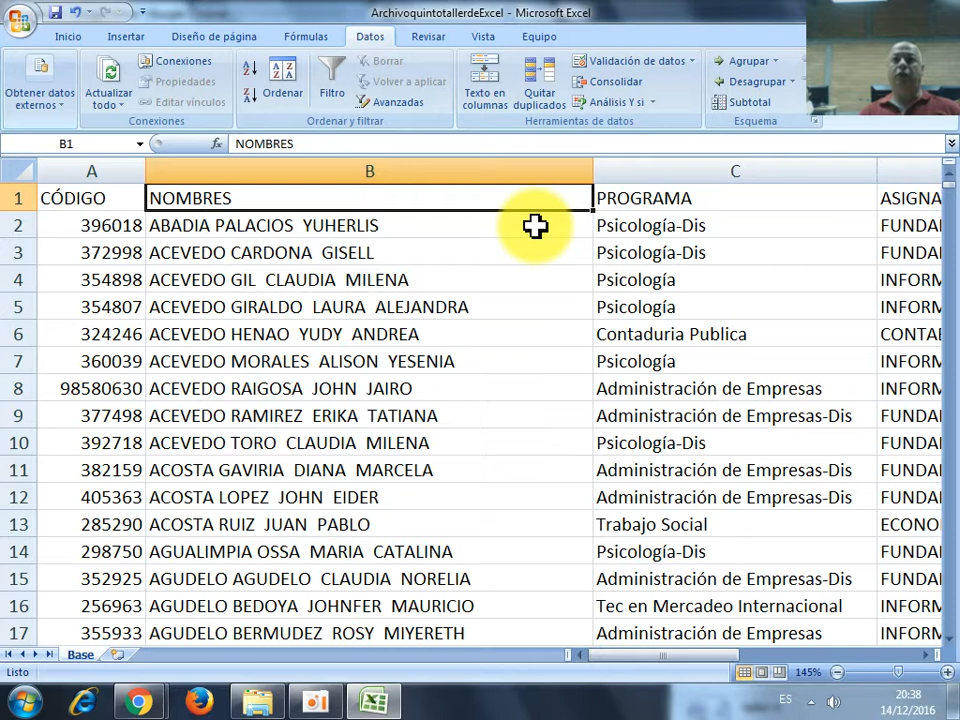 ArchivoquintotallerdeExcel - Microsoft Excel
Inicio Insertar Diseño de página Fórmulas Datos Revisar Vista Equipo
Obtener datos externos
Actualizar todo
Conexiones
Propiedades
Editar vínculos
Conexiones
Ordenar
Filtro
Borrar
Volver a aplicar
Avanzadas
Ordenar y filtrar
Texto en columnas
Quitar duplicados
Validación de datos
Consolidar
Análisis Y si
Herramientas de datos
Agrupar
Desagrupar
Subtotal
Esquema
B1 fx NOMBRES
A B C
1 CÓDIGO NOMBRES PROGRAMA ASIGNA
2 396018 ABADIA PALACIOS YUHERLIS Psicología-Dis FUNDA
3 372998 ACEVEDO CARDONA GISELL Psicología-Dis FUNDA
4 354898 ACEVEDO GIL CLAUDIA MILENA Psicología INFORM
5 354807 ACEVEDO GIRALDO LAURA ALEJANDRA Psicología INFORM
6 324246 ACEVEDO HENAO YUDY ANDREA Contaduria Publica CONTAB
7 360039 ACEVEDO MORALES ALISON YESENIA Psicología INFORM
8 98580630 ACEVEDO RAIGOSA JOHN JAIRO Administración de Empresas INFORM
9 377498 ACEVEDO RAMIREZ ERIKA TATIANA Administración de Empresas-Dis FUNDA
10 392718 ACEVEDO TORO CLAUDIA MILENA Psicología-Dis FUNDA
11 382159 ACOSTA GAVIRIA DIANA MARCELA Administración de Empresas-Dis FUNDA
12 405363 ACOSTA LOPEZ JOHN EIDER Administración de Empresas-Dis FUNDA
13 285290 ACOSTA RUIZ JUAN PABLO Trabajo Social ECONO
14 298750 AGUALIMPIA OSSA MARIA CATALINA Psicología-Dis FUNDA
15 352925 AGUDELO AGUDELO CLAUDIA NORELIA Administración de Empresas-Dis FUNDA
16 256963 AGUDELO BEDOYA JOHNFER MAURICIO Tec en Mercadeo Internacional INFORM
17 355933 AGUDELO BERMUDEZ ROSY MIYERETH Administración de Empresas FUNDA
Base
Listo 145%
ES 20:38
14/12/2016